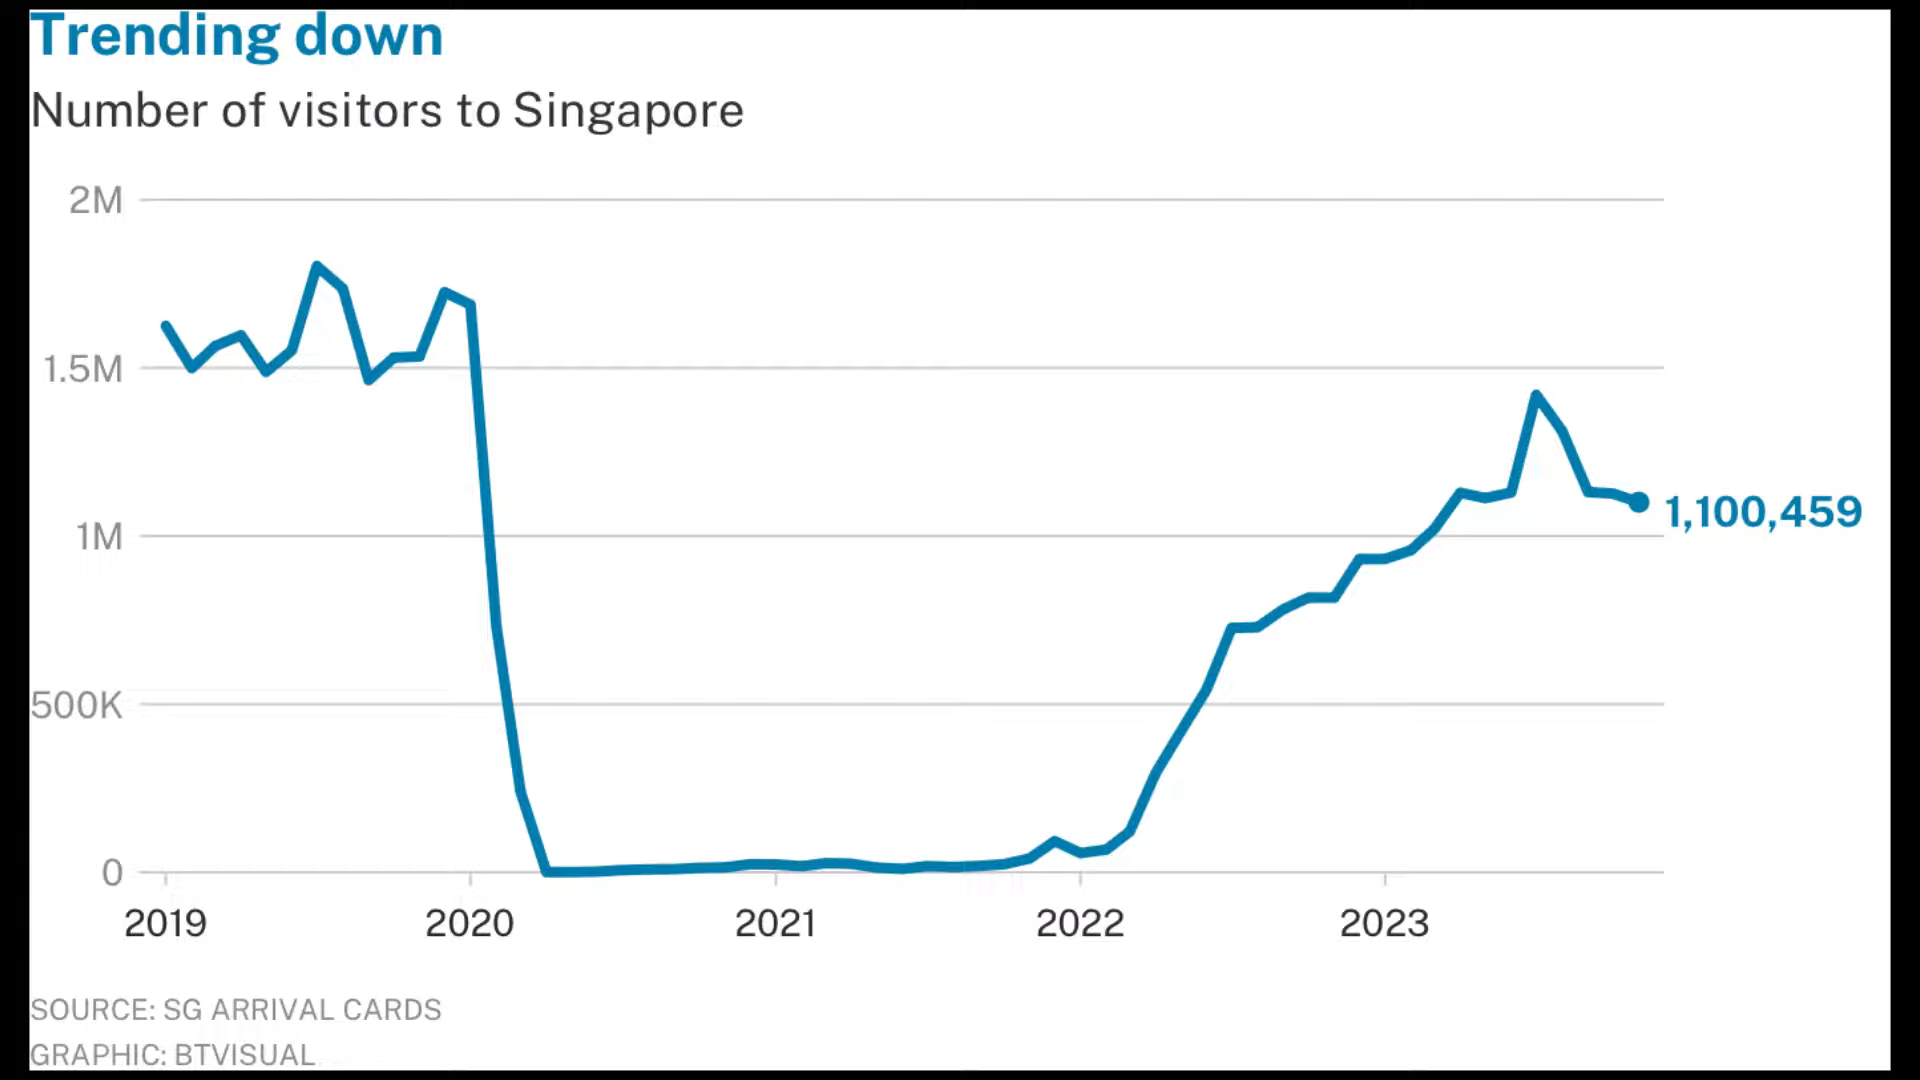 Trending down
Number of visitors to Singapore
2M
1.5M
1M
500K
0
1,100,459
2019 2020 2021 2022 2023
SOURCE: SG ARRIVAL CARDS
GRAPHIC: BTVISUAL